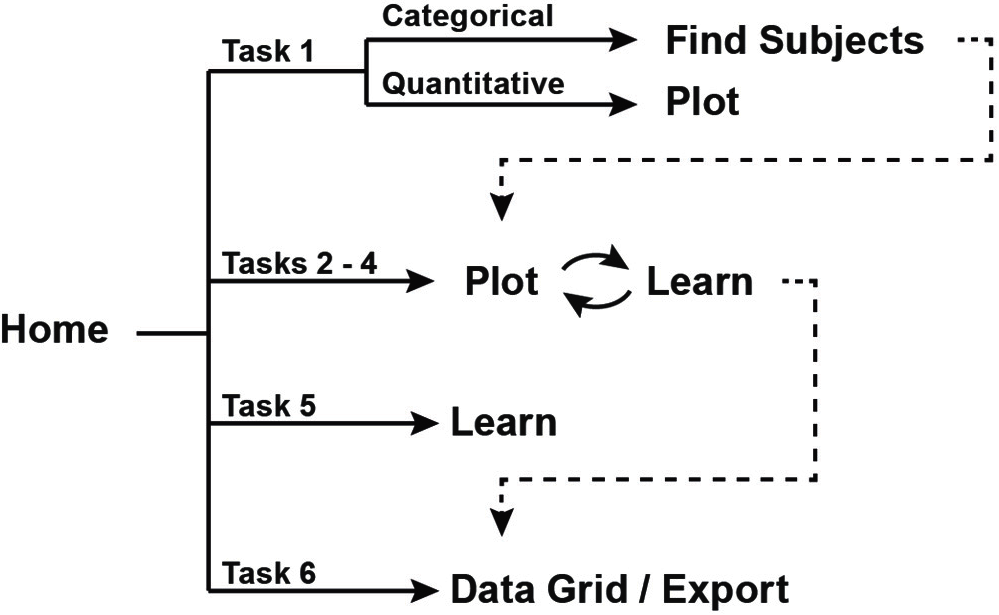 Categorical
Task 1
Find Subjects
Quantitative
Plot
Tasks 2 - 4
Plot
Learn
Home
Task 5
Learn
Task 6
Data Grid / Export